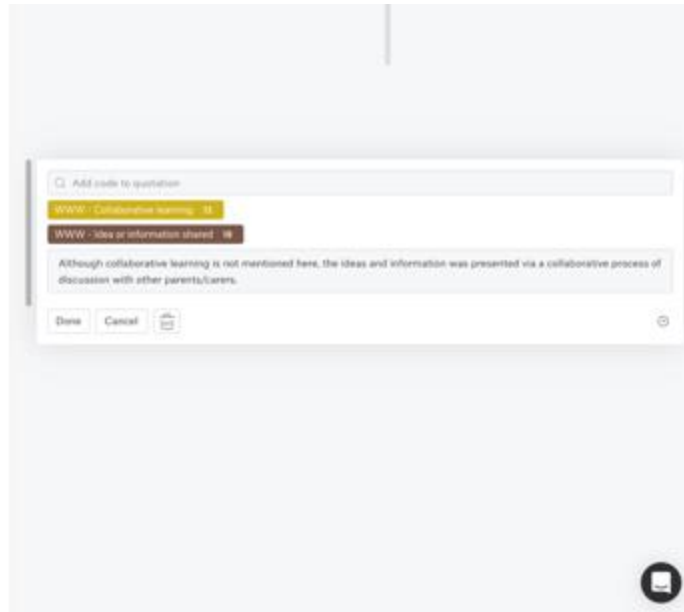 Add code to quotation
WWW - Collaborative learning
WWW - Idea or information shared
Although collaborative learning is not mentioned here, the ideas and information was presented via a collaborative process of
discussion with other parents/carers.
Done Cancel